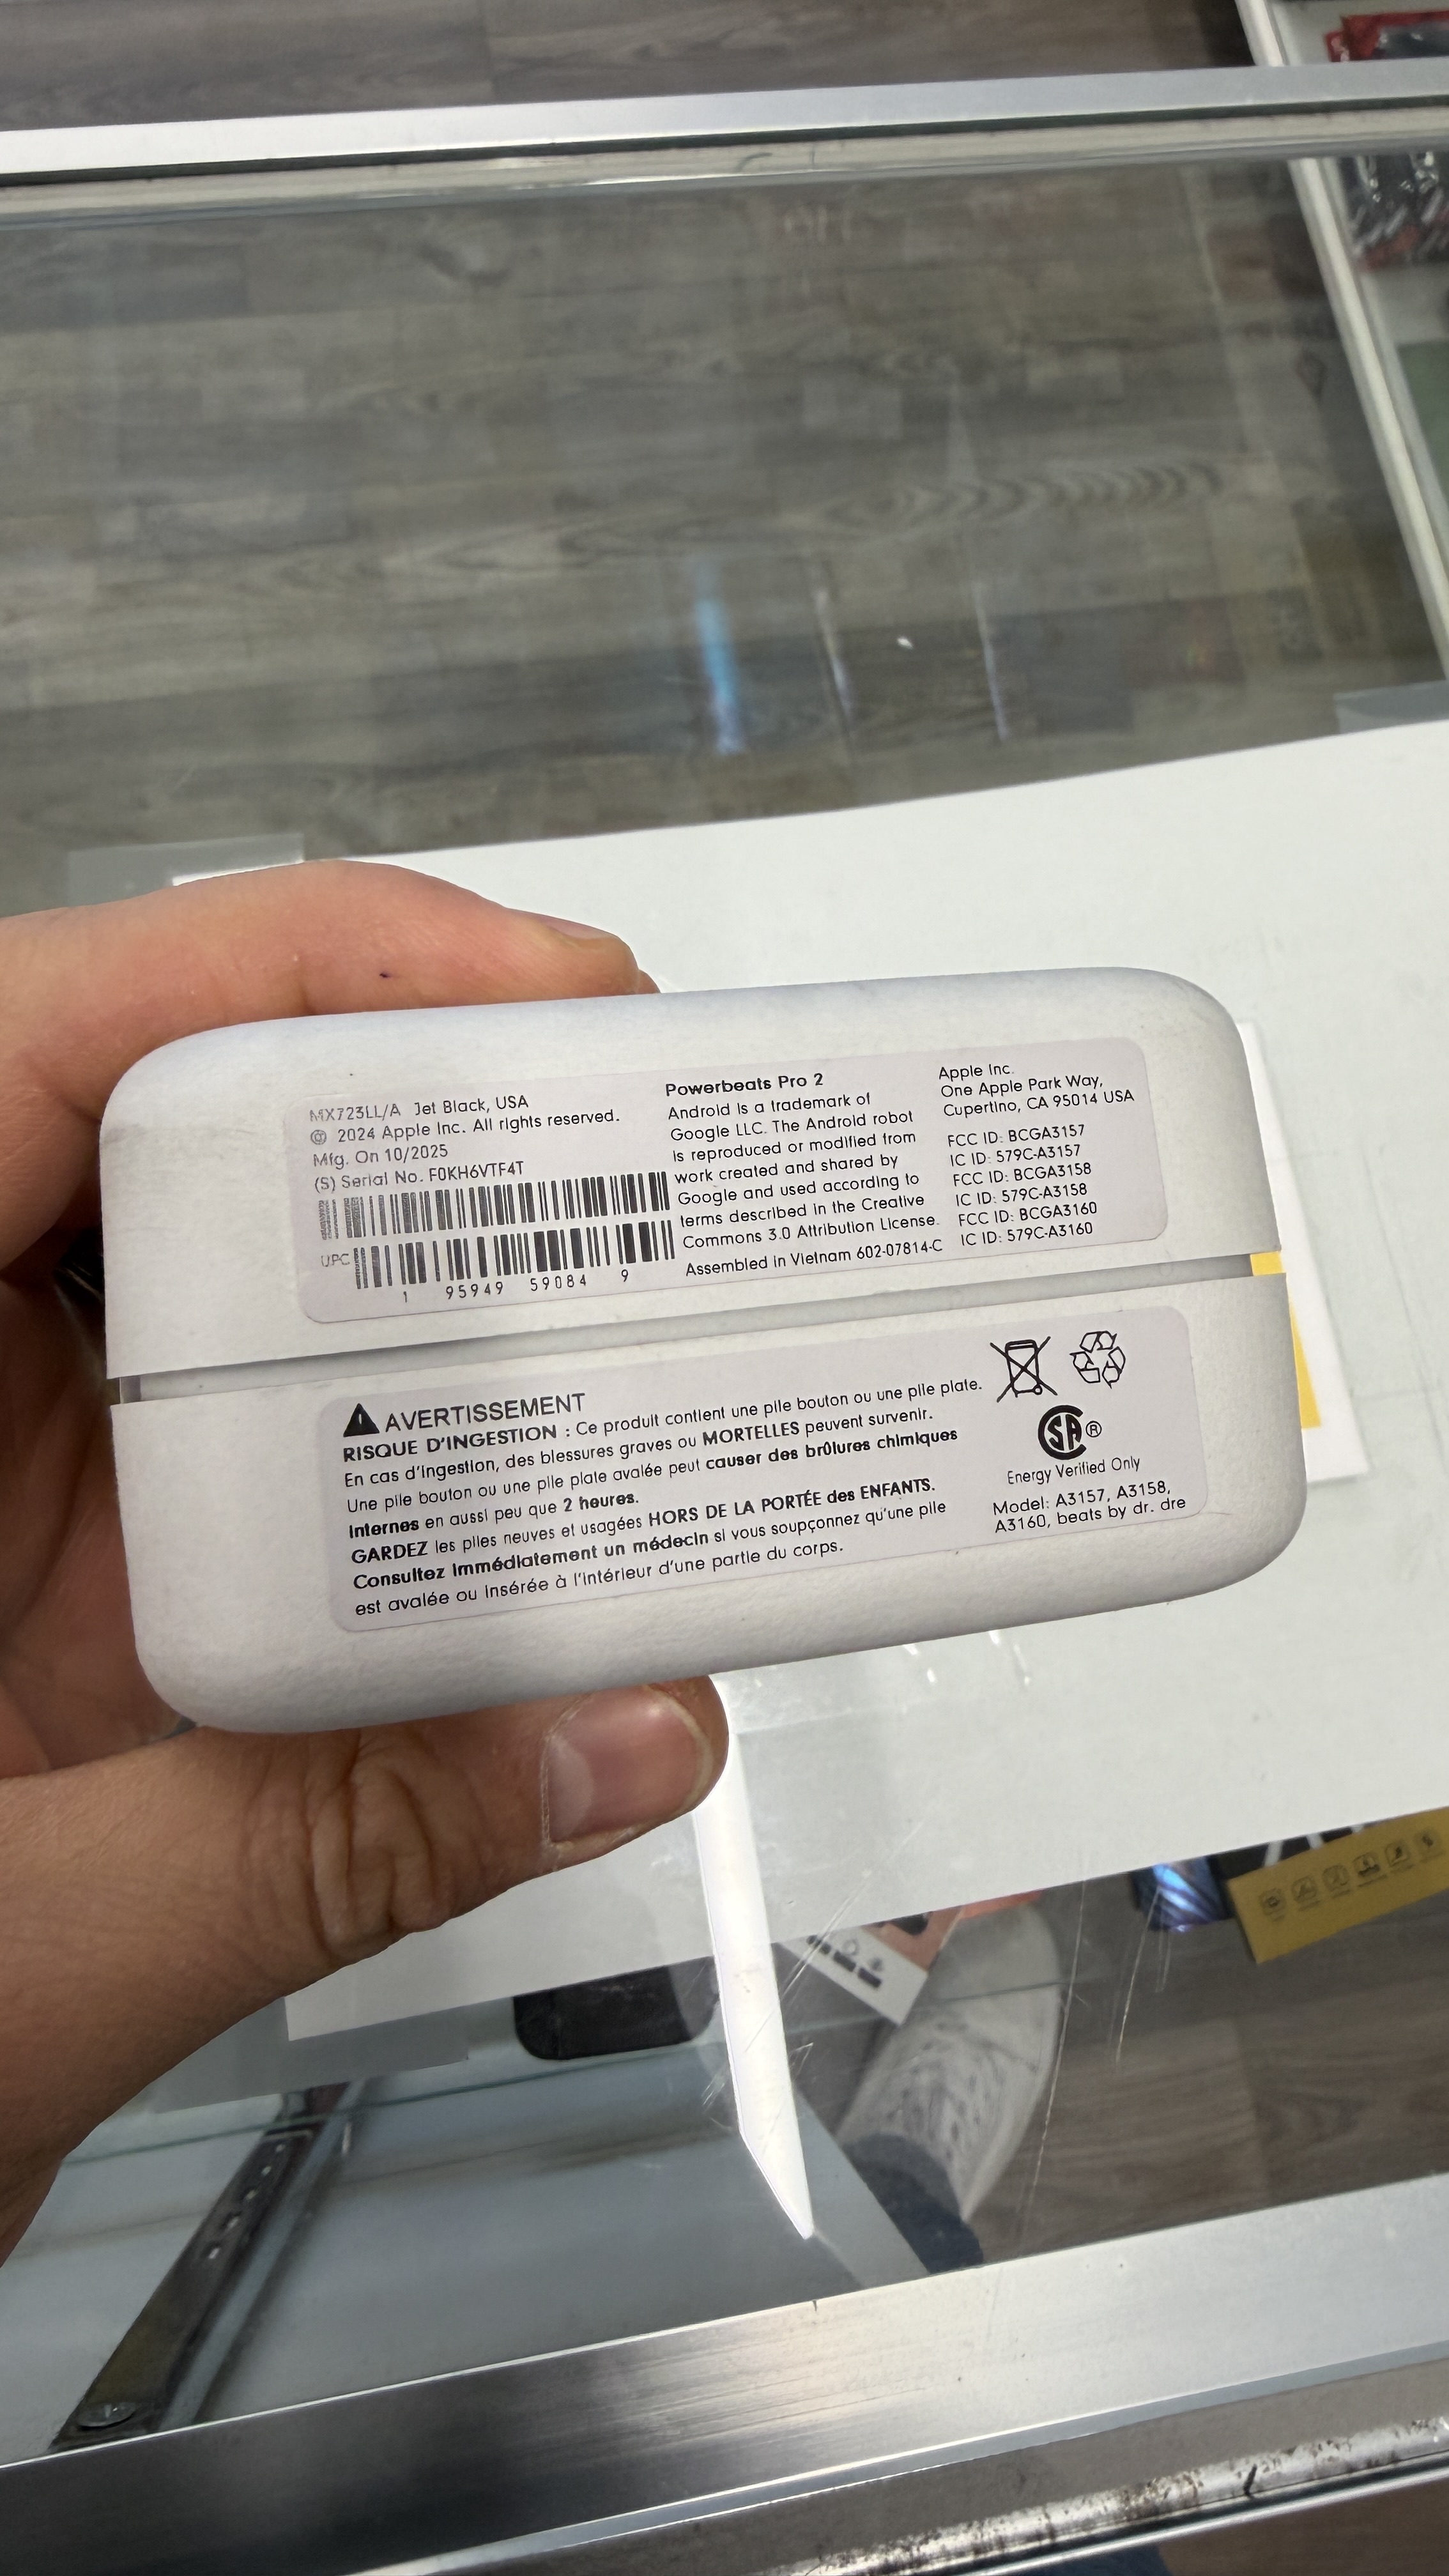 MX723LL/A Jet Black, USA
© 2024 Apple Inc. All rights reserved.
Mfg. On 10/2025
(S) Serial No. F0KH6VTF4T
UPC
1 95949 59084 9
Powerbeats Pro 2
Android is a trademark of
Google LLC. The Android robot
is reproduced or modified from
work created and shared by
Google and used according to
terms described in the Creative
Commons 3.0 Attribution License.
Assembled in Vietnam 602-07814-C
Apple Inc.
One Apple Park Way,
Cupertino, CA 95014 USA
FCC ID: BCGA3157
IC ID: 579C-A3157
FCC ID: BCGA3158
IC ID: 579C-A3158
FCC ID: BCGA3160
IC ID: 579C-A3160
AVERTISSEMENT
RISQUE D'INGESTION : Ce produit contient une pile bouton ou une pile plate.
En cas d'ingestion, des blessures graves ou MORTELLES peuvent survenir.
Une pile bouton ou une pile plate avalée peut causer des brûlures chimiques
internes en aussi peu que 2 heures.
GARDEZ les piles neuves et usagées HORS DE LA PORTÉE des ENFANTS.
Consultez immédiatement un médecin si vous soupçonnez qu'une pile
est avalée ou insérée à l'intérieur d'une partie du corps.
SA®
Energy Verified Only
Model: A3157, A3158,
A3160, beats by dr. dre